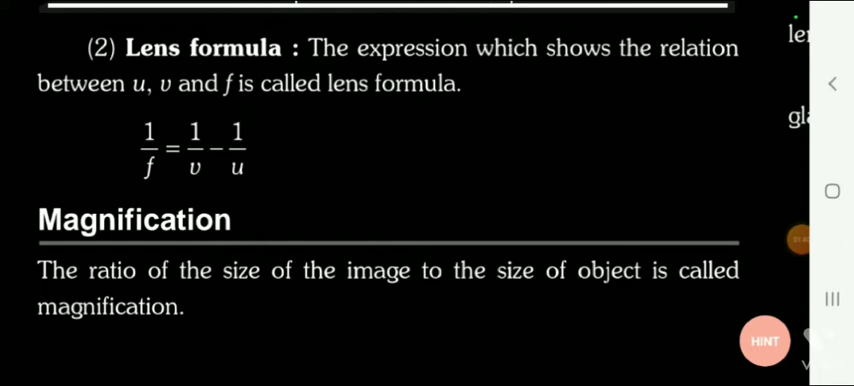 (2) Lens formula : The expression which shows the relation
between u, v and f is called lens formula.
1/f = 1/v − 1/u
Magnification
The ratio of the size of the image to the size of object is called
magnification.
HINT